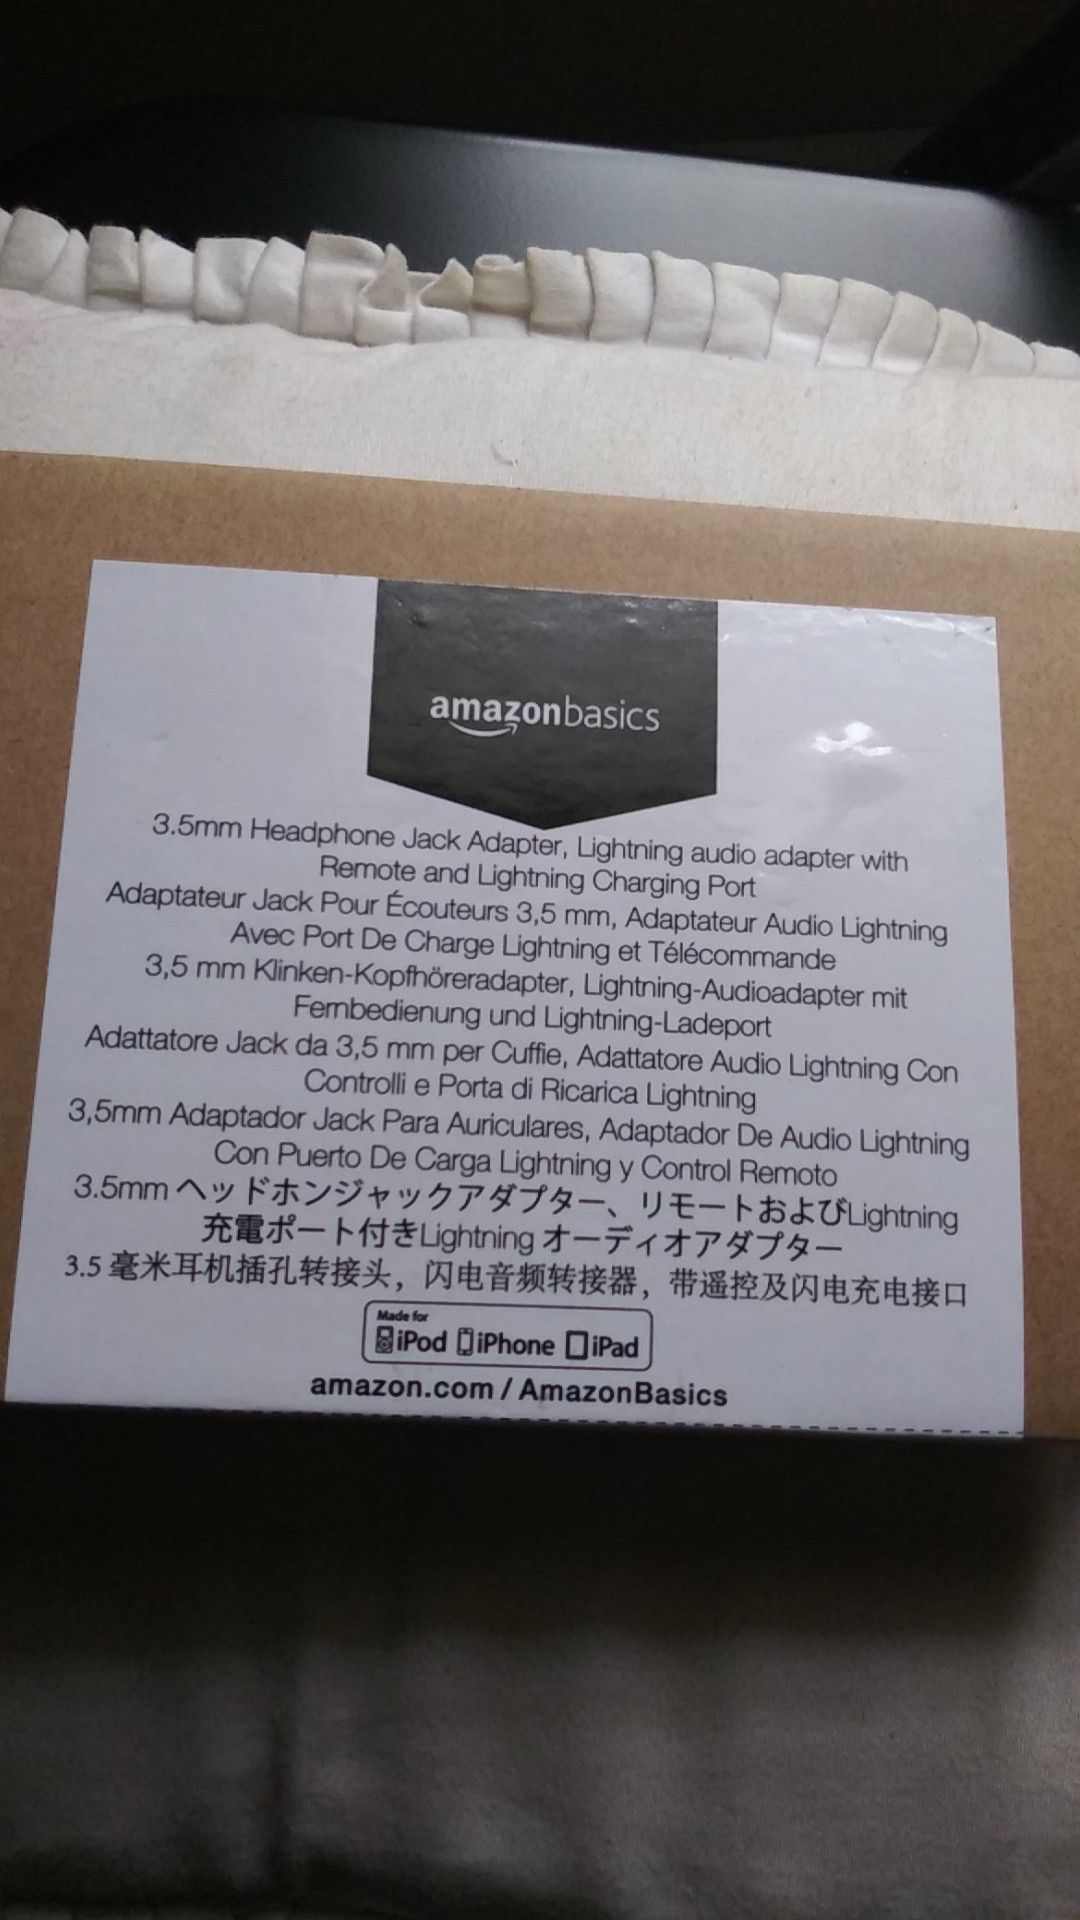 amazonbasics
3.5mm Headphone Jack Adapter, Lightning audio adapter with
Remote and Lightning Charging Port
Adaptateur Jack Pour Écouteurs 3,5 mm, Adaptateur Audio Lightning
Avec Port De Charge Lightning et Télécommande
3,5 mm Klinken-Kopfhöreradapter, Lightning-Audioadapter mit
Fernbedienung und Lightning-Ladeport
Adattatore Jack da 3,5 mm per Cuffie, Adattatore Audio Lightning Con
Controlli e Porta di Ricarica Lightning
3,5mm Adaptador Jack Para Auriculares, Adaptador De Audio Lightning
Con Puerto De Carga Lightning y Control Remoto
3.5mm ヘッドホンジャックアダプター、リモートおよびLightning
充電ポート付きLightning オーディオアダプター
3.5 毫米耳机插孔转接头，闪电音频转接器，带遥控及闪电充电接口
Made for
iPod iPhone iPad
amazon.com / AmazonBasics